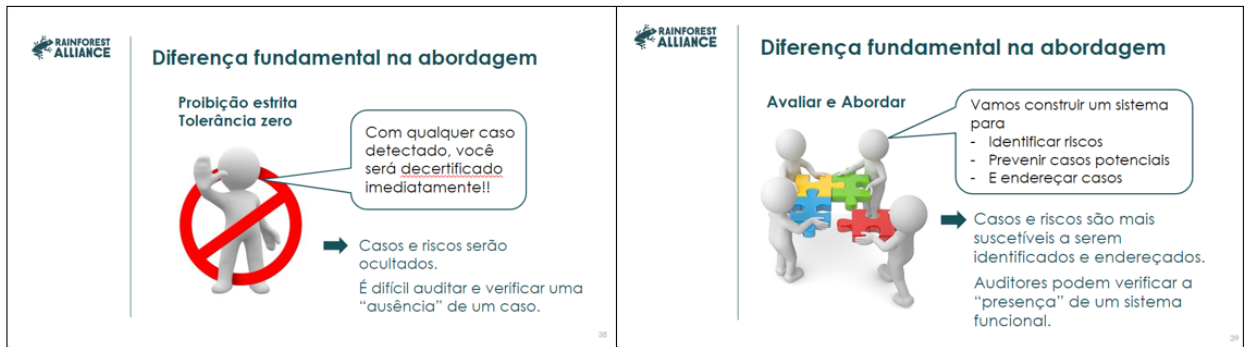 RAINFOREST
ALLIANCE
Diferença fundamental na abordagem
Proibição estrita
Tolerância zero
Com qualquer caso
detectado, você
será decertificado
imediatamente!!
Casos e riscos serão
ocultados.
É difícil auditar e verificar uma
“ausência” de um caso.
38
RAINFOREST
ALLIANCE
Diferença fundamental na abordagem
Avaliar e Abordar
Vamos construir um sistema
para
- Identificar riscos
- Prevenir casos potenciais
- E endereçar casos
Casos e riscos são mais
suscetíveis a serem
identificados e endereçados.
Auditores podem verificar a
“presença” de um sistema
funcional.
39